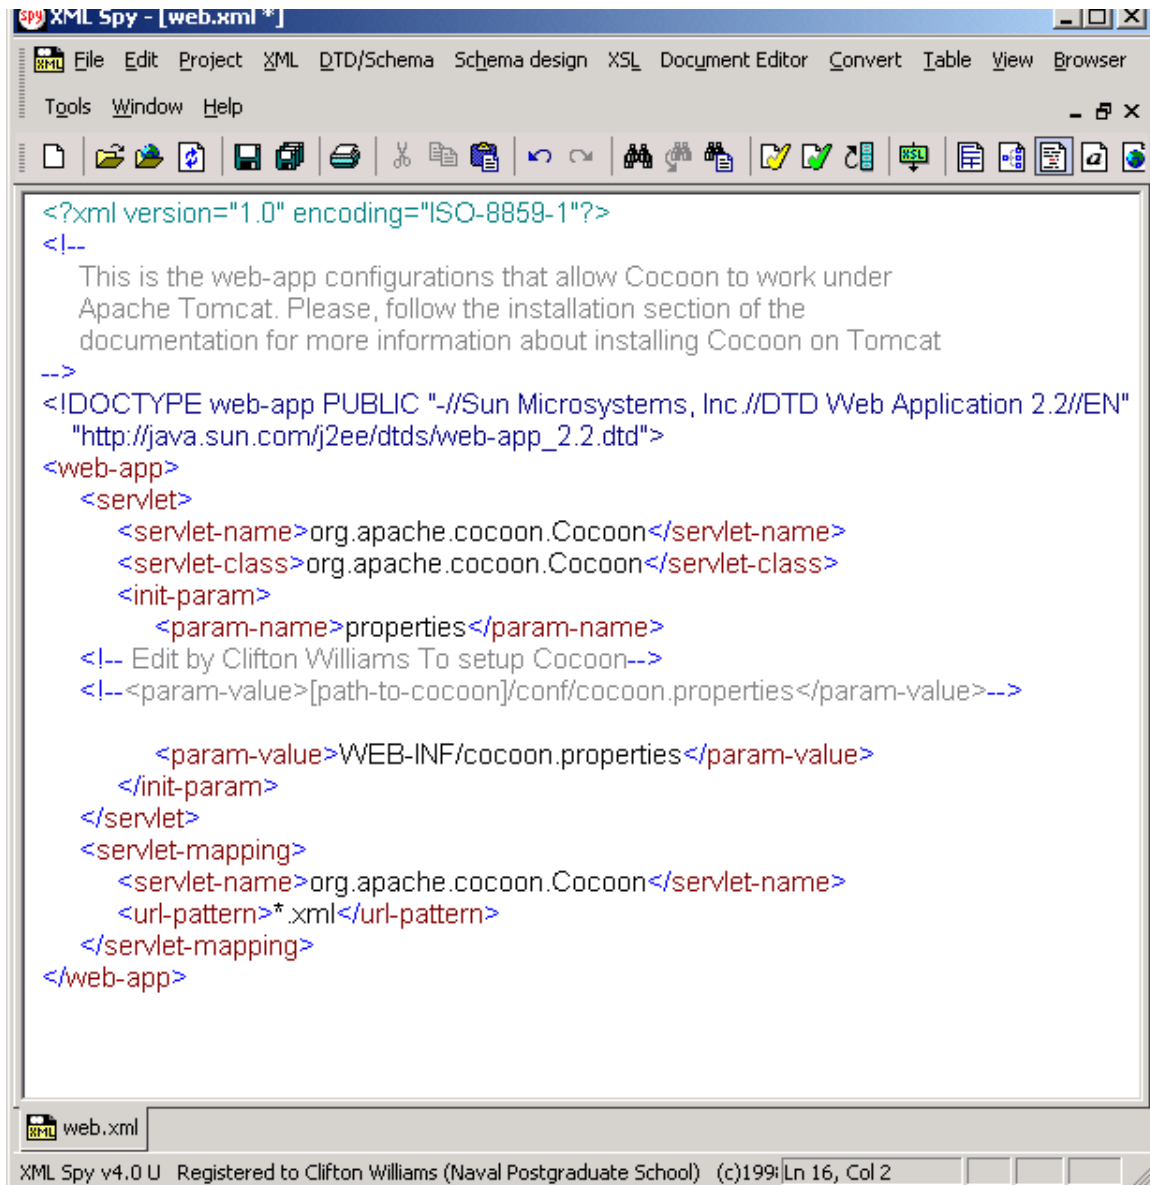 XML Spy - [web.xml *]
File Edit Project XML DTD/Schema Schema design XSL Document Editor Convert Table View Browser
Tools Window Help
<?xml version="1.0" encoding="ISO-8859-1"?>
<!--
This is the web-app configurations that allow Cocoon to work under
Apache Tomcat. Please, follow the installation section of the
documentation for more information about installing Cocoon on Tomcat
-->
<!DOCTYPE web-app PUBLIC "-//Sun Microsystems, Inc.//DTD Web Application 2.2//EN"
"http://java.sun.com/j2ee/dtds/web-app_2.2.dtd">
<web-app>
<servlet>
<servlet-name>org.apache.cocoon.Cocoon</servlet-name>
<servlet-class>org.apache.cocoon.Cocoon</servlet-class>
<init-param>
<param-name>properties</param-name>
<!-- Edit by Clifton Williams To setup Cocoon-->
<!--<param-value>[path-to-cocoon]/conf/cocoon.properties</param-value>-->
<param-value>WEB-INF/cocoon.properties</param-value>
</init-param>
</servlet>
<servlet-mapping>
<servlet-name>org.apache.cocoon.Cocoon</servlet-name>
<url-pattern>*.xml</url-pattern>
</servlet-mapping>
</web-app>
web.xml
XML Spy v4.0 U Registered to Clifton Williams (Naval Postgraduate School) (c)199 Ln 16, Col 2